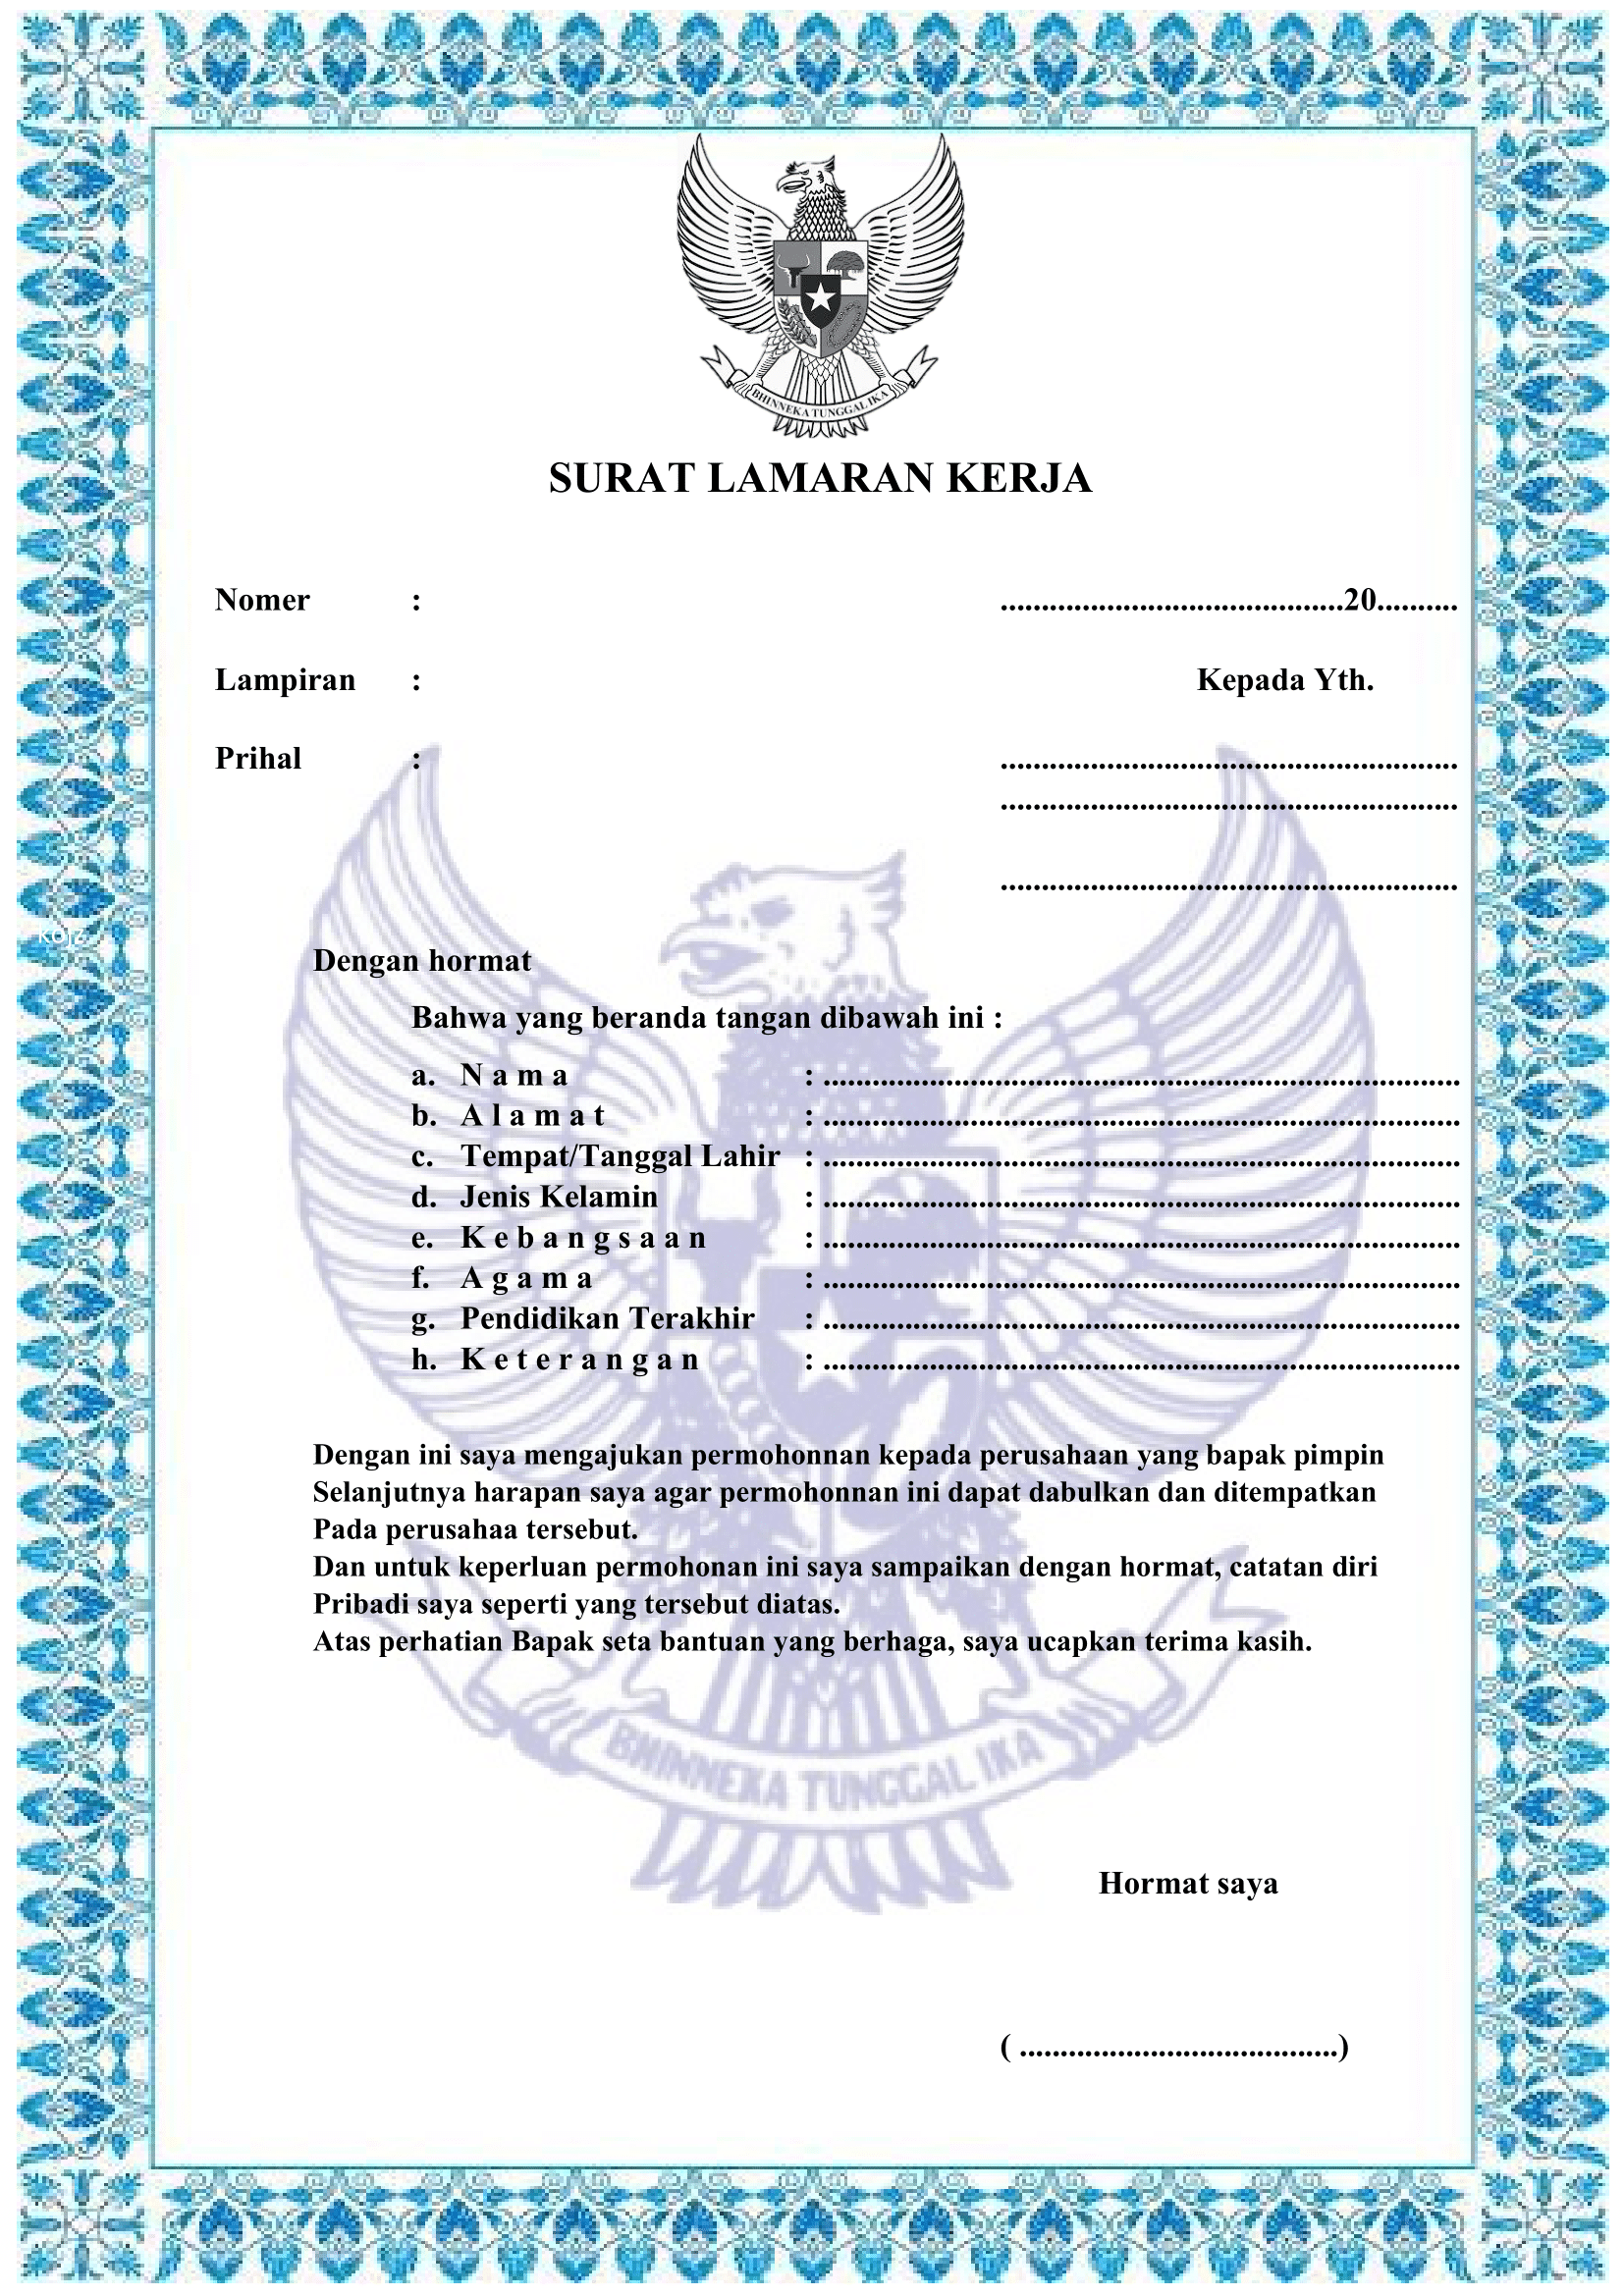 BHINNEKA TUNGGAL IKA
SURAT LAMARAN KERJA
Nomer : ..........................................20..........
Lampiran : Kepada Yth.
Prihal : ........................................................
........................................................
........................................................
Dengan hormat
Bahwa yang beranda tangan dibawah ini :
a. N a m a : ..............................................................................
b. A l a m a t : ..............................................................................
c. Tempat/Tanggal Lahir : ..............................................................................
d. Jenis Kelamin : ..............................................................................
e. K e b a n g s a a n : ..............................................................................
f. A g a m a : ..............................................................................
g. Pendidikan Terakhir : ..............................................................................
h. K e t e r a n g a n : ..............................................................................
Dengan ini saya mengajukan permohonnan kepada perusahaan yang bapak pimpin
Selanjutnya harapan saya agar permohonnan ini dapat dabulkan dan ditempatkan
Pada perusahaa tersebut.
Dan untuk keperluan permohonan ini saya sampaikan dengan hormat, catatan diri
Pribadi saya seperti yang tersebut diatas.
Atas perhatian Bapak seta bantuan yang berhaga, saya ucapkan terima kasih.
BHINNEKA TUNGGAL IKA
Hormat saya
( .......................................)